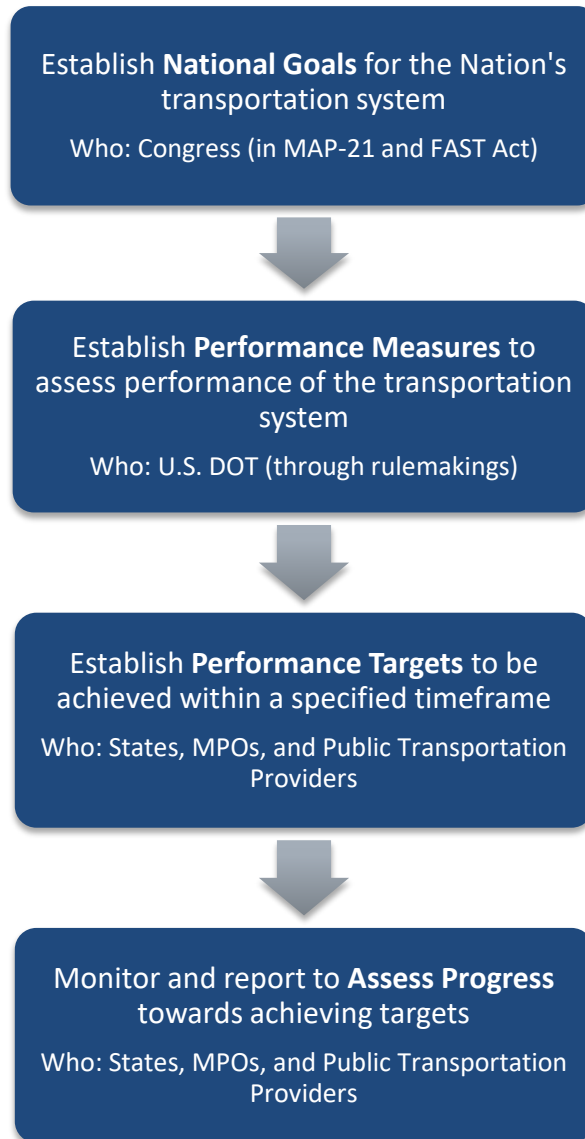 Establish National Goals for the Nation's
transportation system
Who: Congress (in MAP-21 and FAST Act)
Establish Performance Measures to
assess performance of the transportation
system
Who: U.S. DOT (through rulemakings)
Establish Performance Targets to be
achieved within a specified timeframe
Who: States, MPOs, and Public Transportation
Providers
Monitor and report to Assess Progress
towards achieving targets
Who: States, MPOs, and Public Transportation
Providers